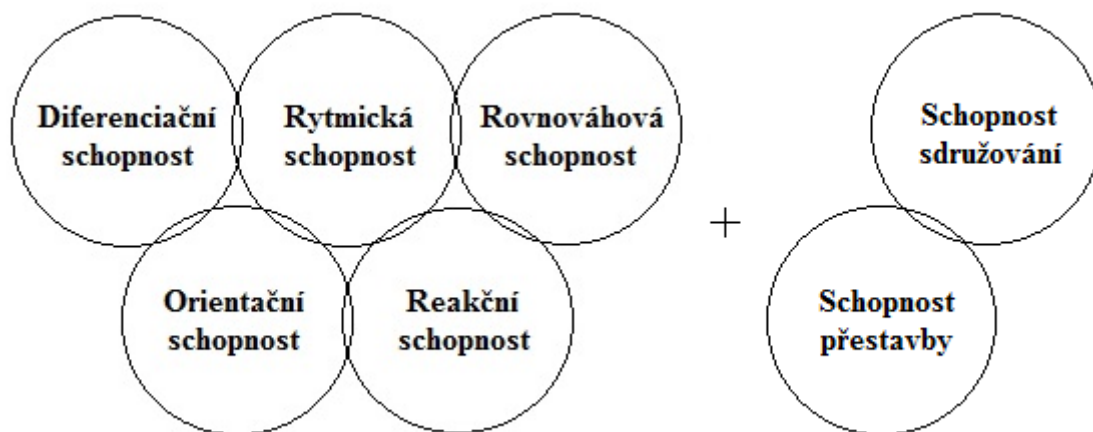 Diferenciační
schopnost
Rytmická
schopnost
Rovnováhová
schopnost
Schopnost
sdružování
+
Orientační
schopnost
Reakční
schopnost
Schopnost
přestavby